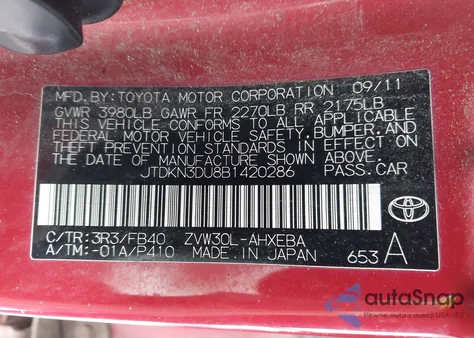 MFD. BY: TOYOTA MOTOR CORPORATION 09/11
GVWR 3980LB GAWR FR 2270LB RR 2175LB
THIS VEHICLE CONFORMS TO ALL APPLICABLE
FEDERAL MOTOR VEHICLE SAFETY, BUMPER, AND
THEFT PREVENTION STANDARDS IN EFFECT ON
THE DATE OF MANUFACTURE SHOWN ABOVE.
JTDKN3DU8B1420286 PASS.CAR
C/TR:3R3/FB40 ZVW30L-AHXEBA
A/TM:-01A/P410 MADE IN JAPAN 653 A
TOYOTA
autaSnap